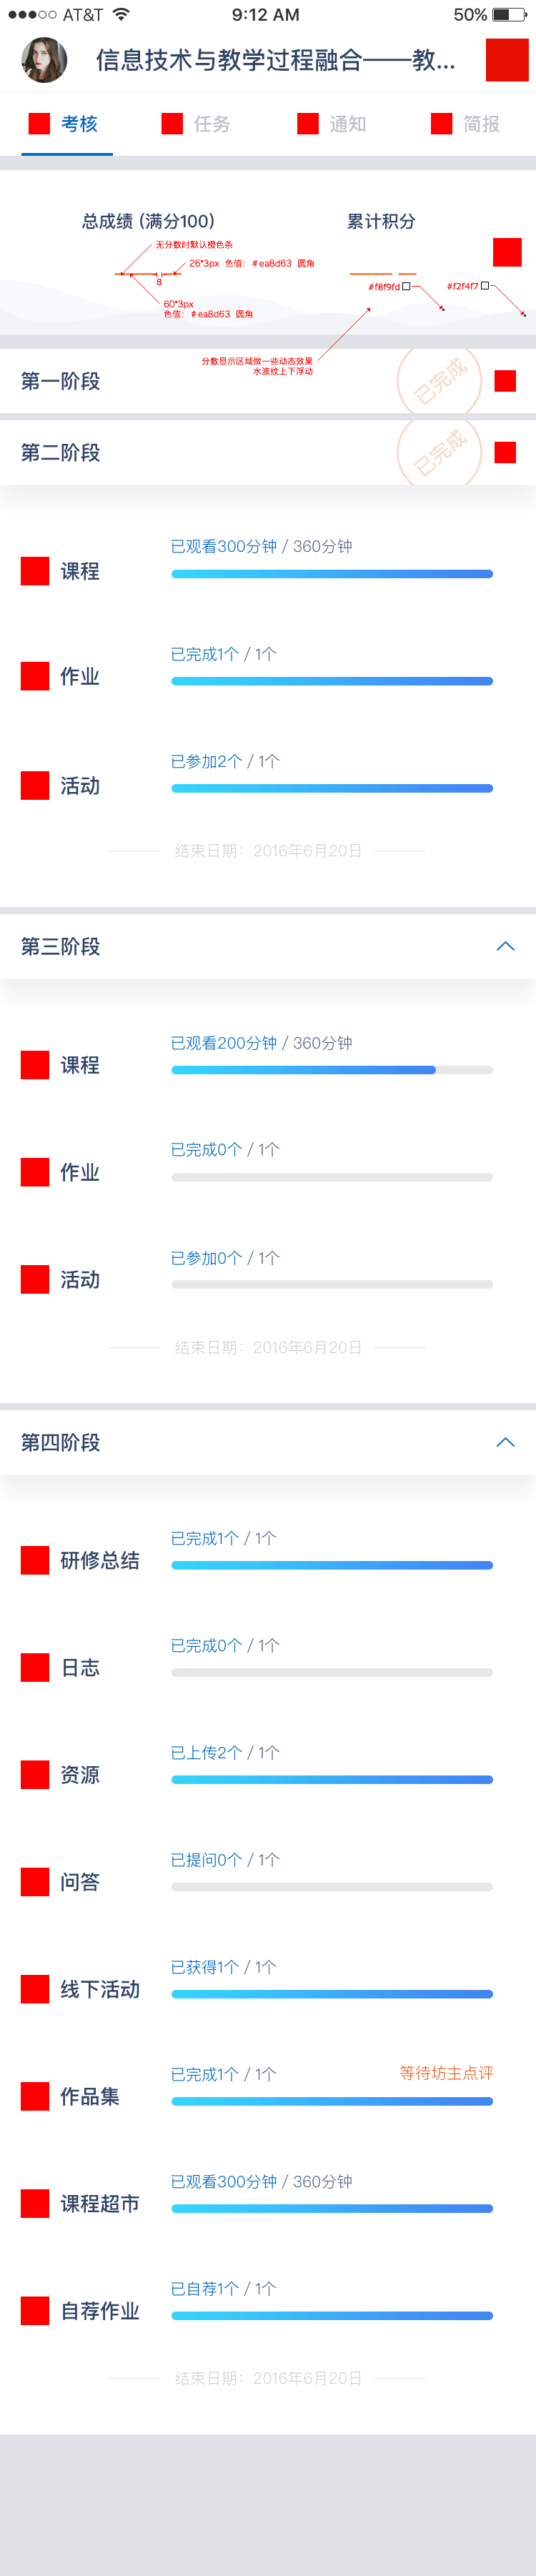 AT&T 9:12 AM 50%
信息技术与教学过程融合——教...
考核 任务 通知 简报
总成绩 (满分100) 累计积分
无分数时默认橙色条
26*3px 色值：#ea8d63 圆角
8
#f8f9fd #f2f4f7
60*3px
色值：#ea8d63 圆角
分数显示区域做一些动态效果
水波纹上下浮动
第一阶段 已完成
第二阶段 已完成
已观看300分钟 / 360分钟
课程
已完成1个 / 1个
作业
已参加2个 / 1个
活动
结束日期：2016年6月20日
第三阶段
已观看200分钟 / 360分钟
课程
已完成0个 / 1个
作业
已参加0个 / 1个
活动
结束日期：2016年6月20日
第四阶段
已完成1个 / 1个
研修总结
已完成0个 / 1个
日志
已上传2个 / 1个
资源
已提问0个 / 1个
问答
已获得1个 / 1个
线下活动
已完成1个 / 1个 等待坊主点评
作品集
已观看300分钟 / 360分钟
课程超市
已自荐1个 / 1个
自荐作业
结束日期：2016年6月20日